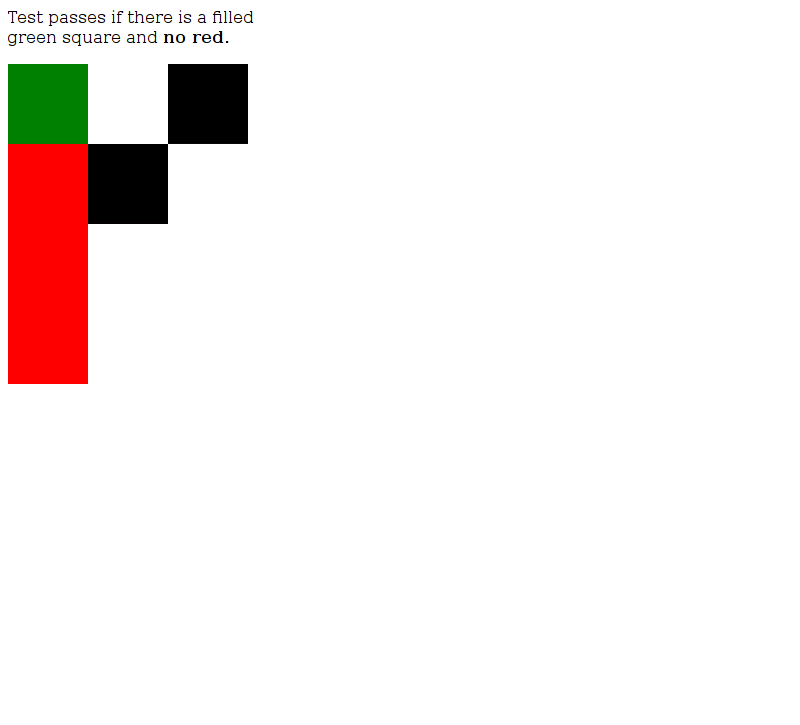 Test passes if there is a filled
green square and no red.